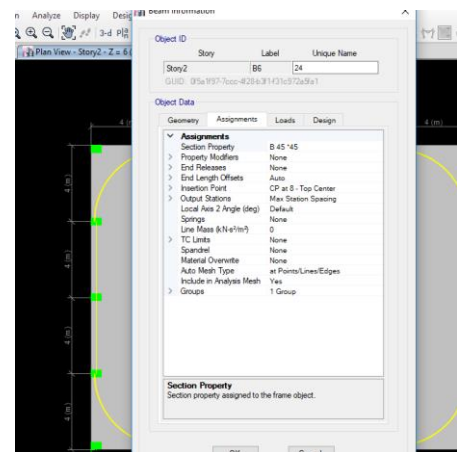 n Analyze Display Desig
Beam Information
3-d Pla
Plan View - Story2 - Z = 6 (
Object ID
Story Label Unique Name
Story2 B6 24
Object Data
Geometry Assignments Loads Design
Assignments
Section Property B 45 *45
Property Modifiers None
End Releases None
End Length Offsets Auto
Insertion Point CP at 8 - Top Center
Output Stations Max Station Spacing
Local Axis 2 Angle (deg) Default
Springs None
Line Mass (kN-s²/m²) 0
TC Limits None
Spandrel None
Material Overwrite None
Auto Mesh Type at Points/Lines/Edges
Include in Analysis Mesh Yes
Groups 1 Group
Section Property
Section property assigned to the frame object.
4 (m)
4 (m)
4 (m)
4 (m)
4 (m)